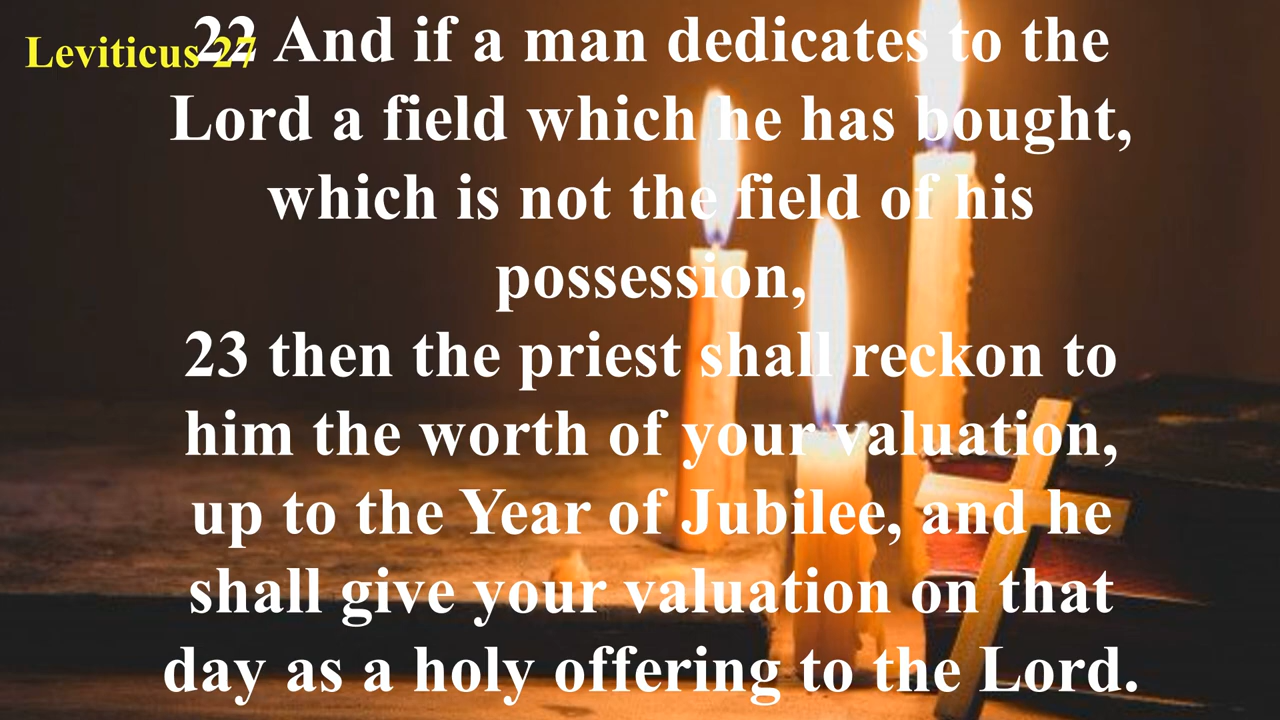 Leviticus 27
22 And if a man dedicates to the
Lord a field which he has bought,
which is not the field of his
possession,
23 then the priest shall reckon to
him the worth of your valuation,
up to the Year of Jubilee, and he
shall give your valuation on that
day as a holy offering to the Lord.